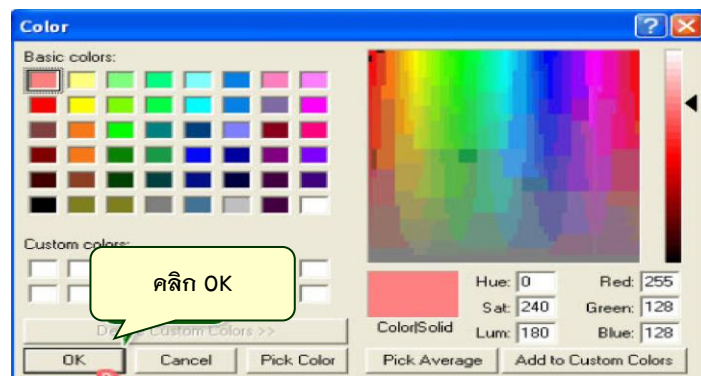 Color
Basic colors:
Custom colors:
คลิก OK
Custom Colors >>
OK Cancel Pick Color
Color|Solid
Hue: 0 Red: 255
Sat: 240 Green: 128
Lum: 180 Blue: 128
Pick Average Add to Custom Colors